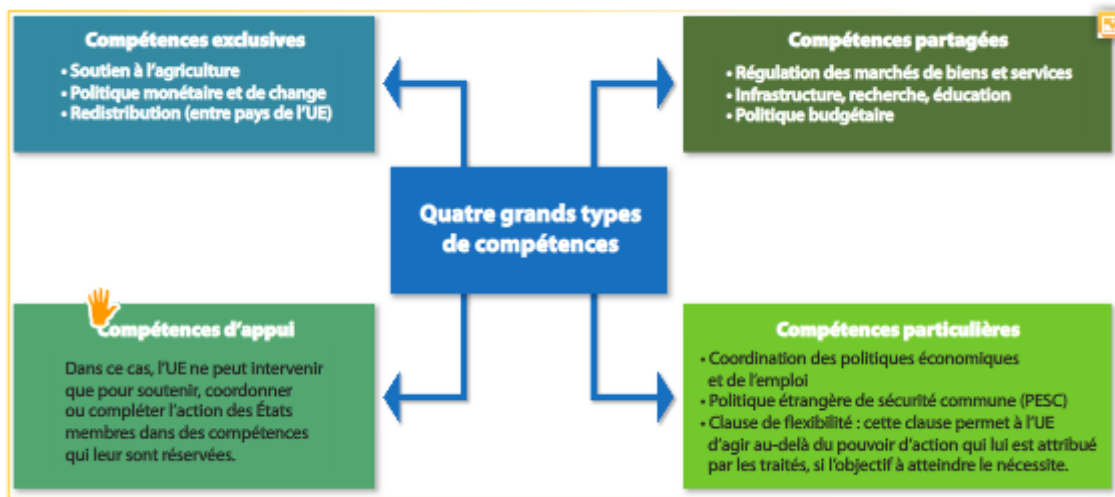 Compétences exclusives
• Soutien à l'agriculture
• Politique monétaire et de change
• Redistribution (entre pays de l'UE)
Compétences partagées
• Régulation des marchés de biens et services
• Infrastructure, recherche, éducation
• Politique budgétaire
Quatre grands types
de compétences
Compétences d'appui
Dans ce cas, l'UE ne peut intervenir
que pour soutenir, coordonner
ou compléter l'action des États
membres dans des compétences
qui leur sont réservées.
Compétences particulières
• Coordination des politiques économiques
et de l'emploi
• Politique étrangère de sécurité commune (PESC)
• Clause de flexibilité : cette clause permet à l'UE
d'agir au-delà du pouvoir d'action qui lui est attribué
par les traités, si l'objectif à atteindre le nécessite.